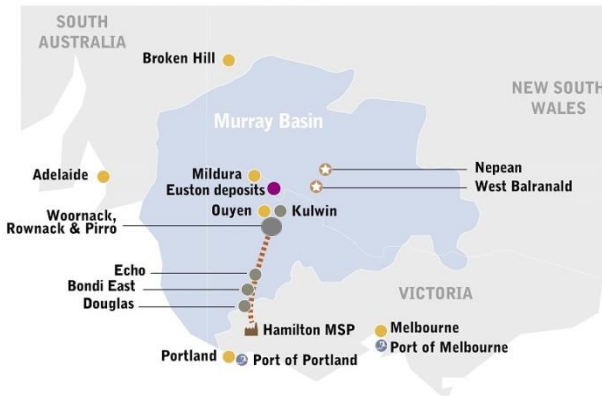 SOUTH
AUSTRALIA
Broken Hill
NEW SOUTH
WALES
Murray Basin
Adelaide
Mildura
Nepean
Euston deposits
West Balranald
Woornack,
Rownack & Pirro
Ouyen
Kulwin
Echo
Bondi East
Douglas
VICTORIA
Hamilton MSP
Melbourne
Port of Melbourne
Portland
Port of Portland